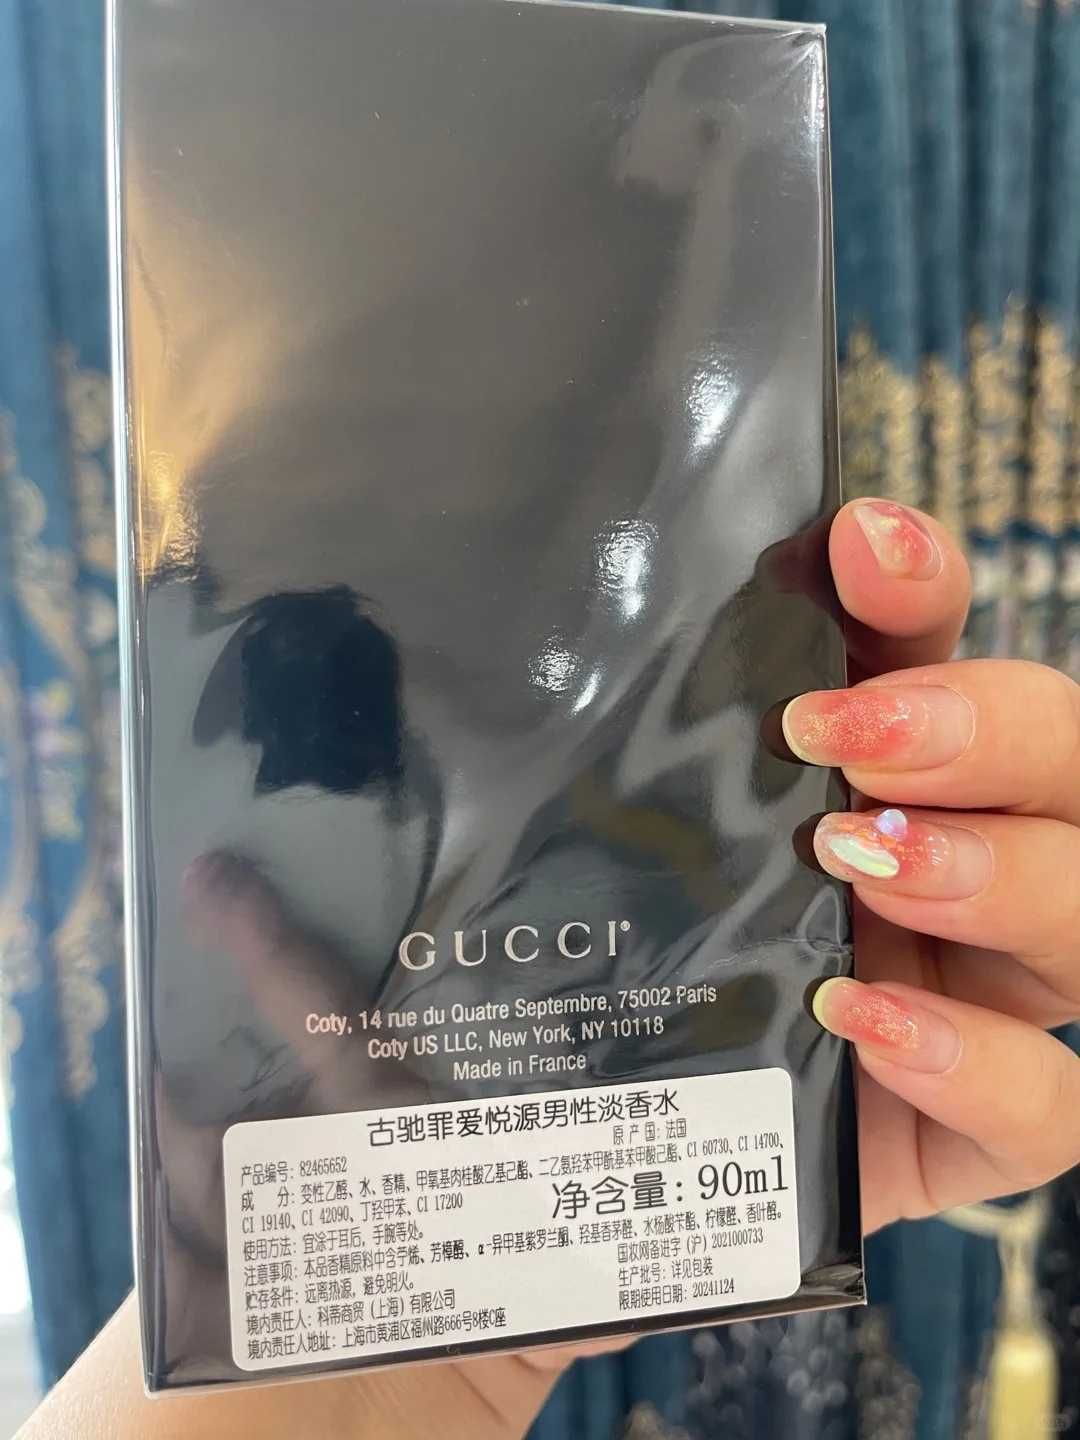 GUCCI®
Coty, 14 rue du Quatre Septembre, 75002 Paris
Coty US LLC, New York, NY 10118
Made in France
古驰罪爱悦源男性淡香水
产品编号: 82465652
原 产 国: 法国
成 分: 变性乙醇、水、香精、甲氧基肉桂酸乙基己酯、二乙氨羟苯甲酰基苯甲酸己酯、CI 60730、CI 14700、
CI 19140、CI 42090、丁羟甲苯、CI 17200
净含量: 90ml
使用方法: 宜涂于耳后, 手腕等处。
注意事项: 本品香精原料中含苧烯、芳樟醇、α-异甲基紫罗兰酮、羟基香茅醛、水杨酸苄酯、柠檬醛、香叶醇。
贮存条件: 远离热源, 避免明火。
国妆网备进字 (沪) 2021000733
境内责任人: 科蒂商贸 (上海) 有限公司
生产批号: 详见包装
境内责任人地址: 上海市黄浦区福州路666号8楼C座
限期使用日期: 20241124